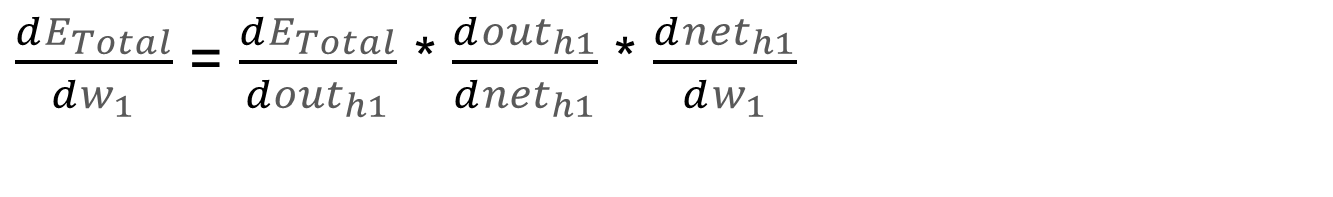 dE_Total/dw_1 = dE_Total/dout_h1 * dout_h1/dnet_h1 * dnet_h1/dw_1